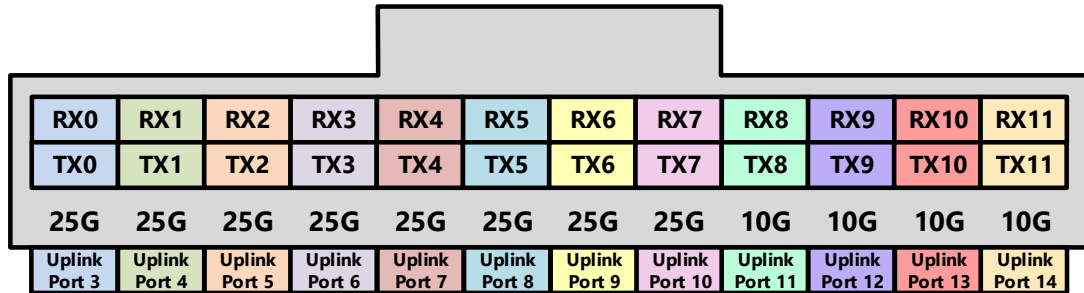 RX0 RX1 RX2 RX3 RX4 RX5 RX6 RX7 RX8 RX9 RX10 RX11
TX0 TX1 TX2 TX3 TX4 TX5 TX6 TX7 TX8 TX9 TX10 TX11
25G 25G 25G 25G 25G 25G 25G 25G 10G 10G 10G 10G
Uplink Uplink Uplink Uplink Uplink Uplink Uplink Uplink Uplink Uplink Uplink Uplink
Port 3 Port 4 Port 5 Port 6 Port 7 Port 8 Port 9 Port 10 Port 11 Port 12 Port 13 Port 14